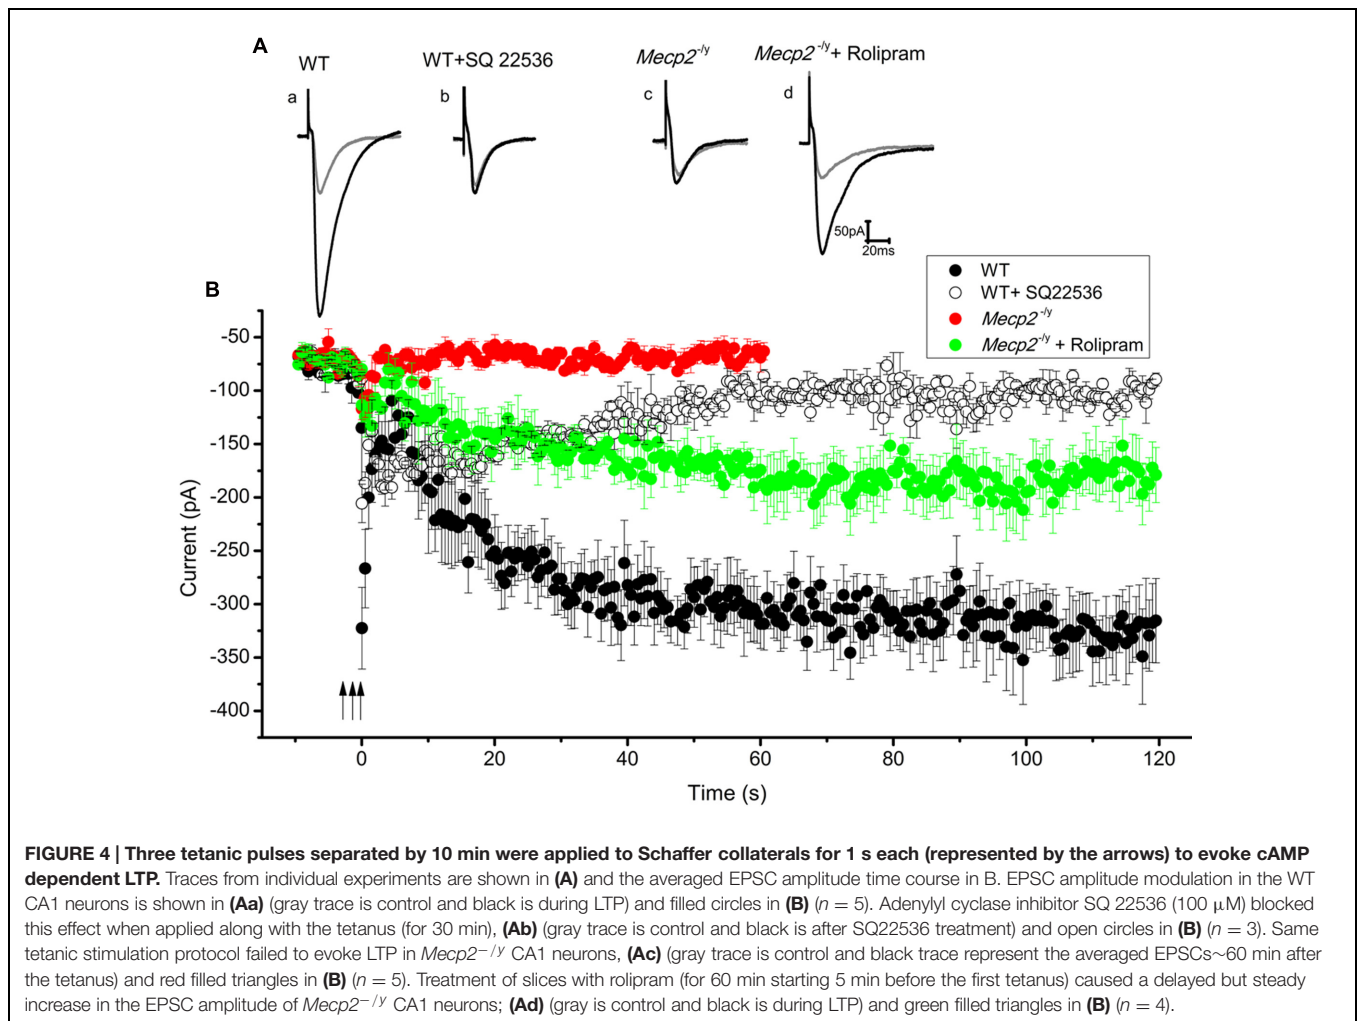 A
WT
WT+SQ 22536
Mecp2-/y
Mecp2-/y+ Rolipram
a
b
c
d
50pA
20ms
B
WT
WT+ SQ22536
Mecp2-/y
Mecp2-/y + Rolipram
-50
-100
-150
-200
-250
-300
-350
-400
Current (pA)
0
20
40
60
80
100
120
Time (s)
FIGURE 4 | Three tetanic pulses separated by 10 min were applied to Schaffer collaterals for 1 s each (represented by the arrows) to evoke cAMP
dependent LTP. Traces from individual experiments are shown in (A) and the averaged EPSC amplitude time course in B. EPSC amplitude modulation in the WT
CA1 neurons is shown in (Aa) (gray trace is control and black is during LTP) and filled circles in (B) (n = 5). Adenylyl cyclase inhibitor SQ 22536 (100 μM) blocked
this effect when applied along with the tetanus (for 30 min), (Ab) (gray trace is control and black is after SQ22536 treatment) and open circles in (B) (n = 3). Same
tetanic stimulation protocol failed to evoke LTP in Mecp2−/y CA1 neurons, (Ac) (gray trace is control and black trace represent the averaged EPSCs~60 min after
the tetanus) and red filled triangles in (B) (n = 5). Treatment of slices with rolipram (for 60 min starting 5 min before the first tetanus) caused a delayed but steady
increase in the EPSC amplitude of Mecp2−/y CA1 neurons; (Ad) (gray is control and black is during LTP) and green filled triangles in (B) (n = 4).